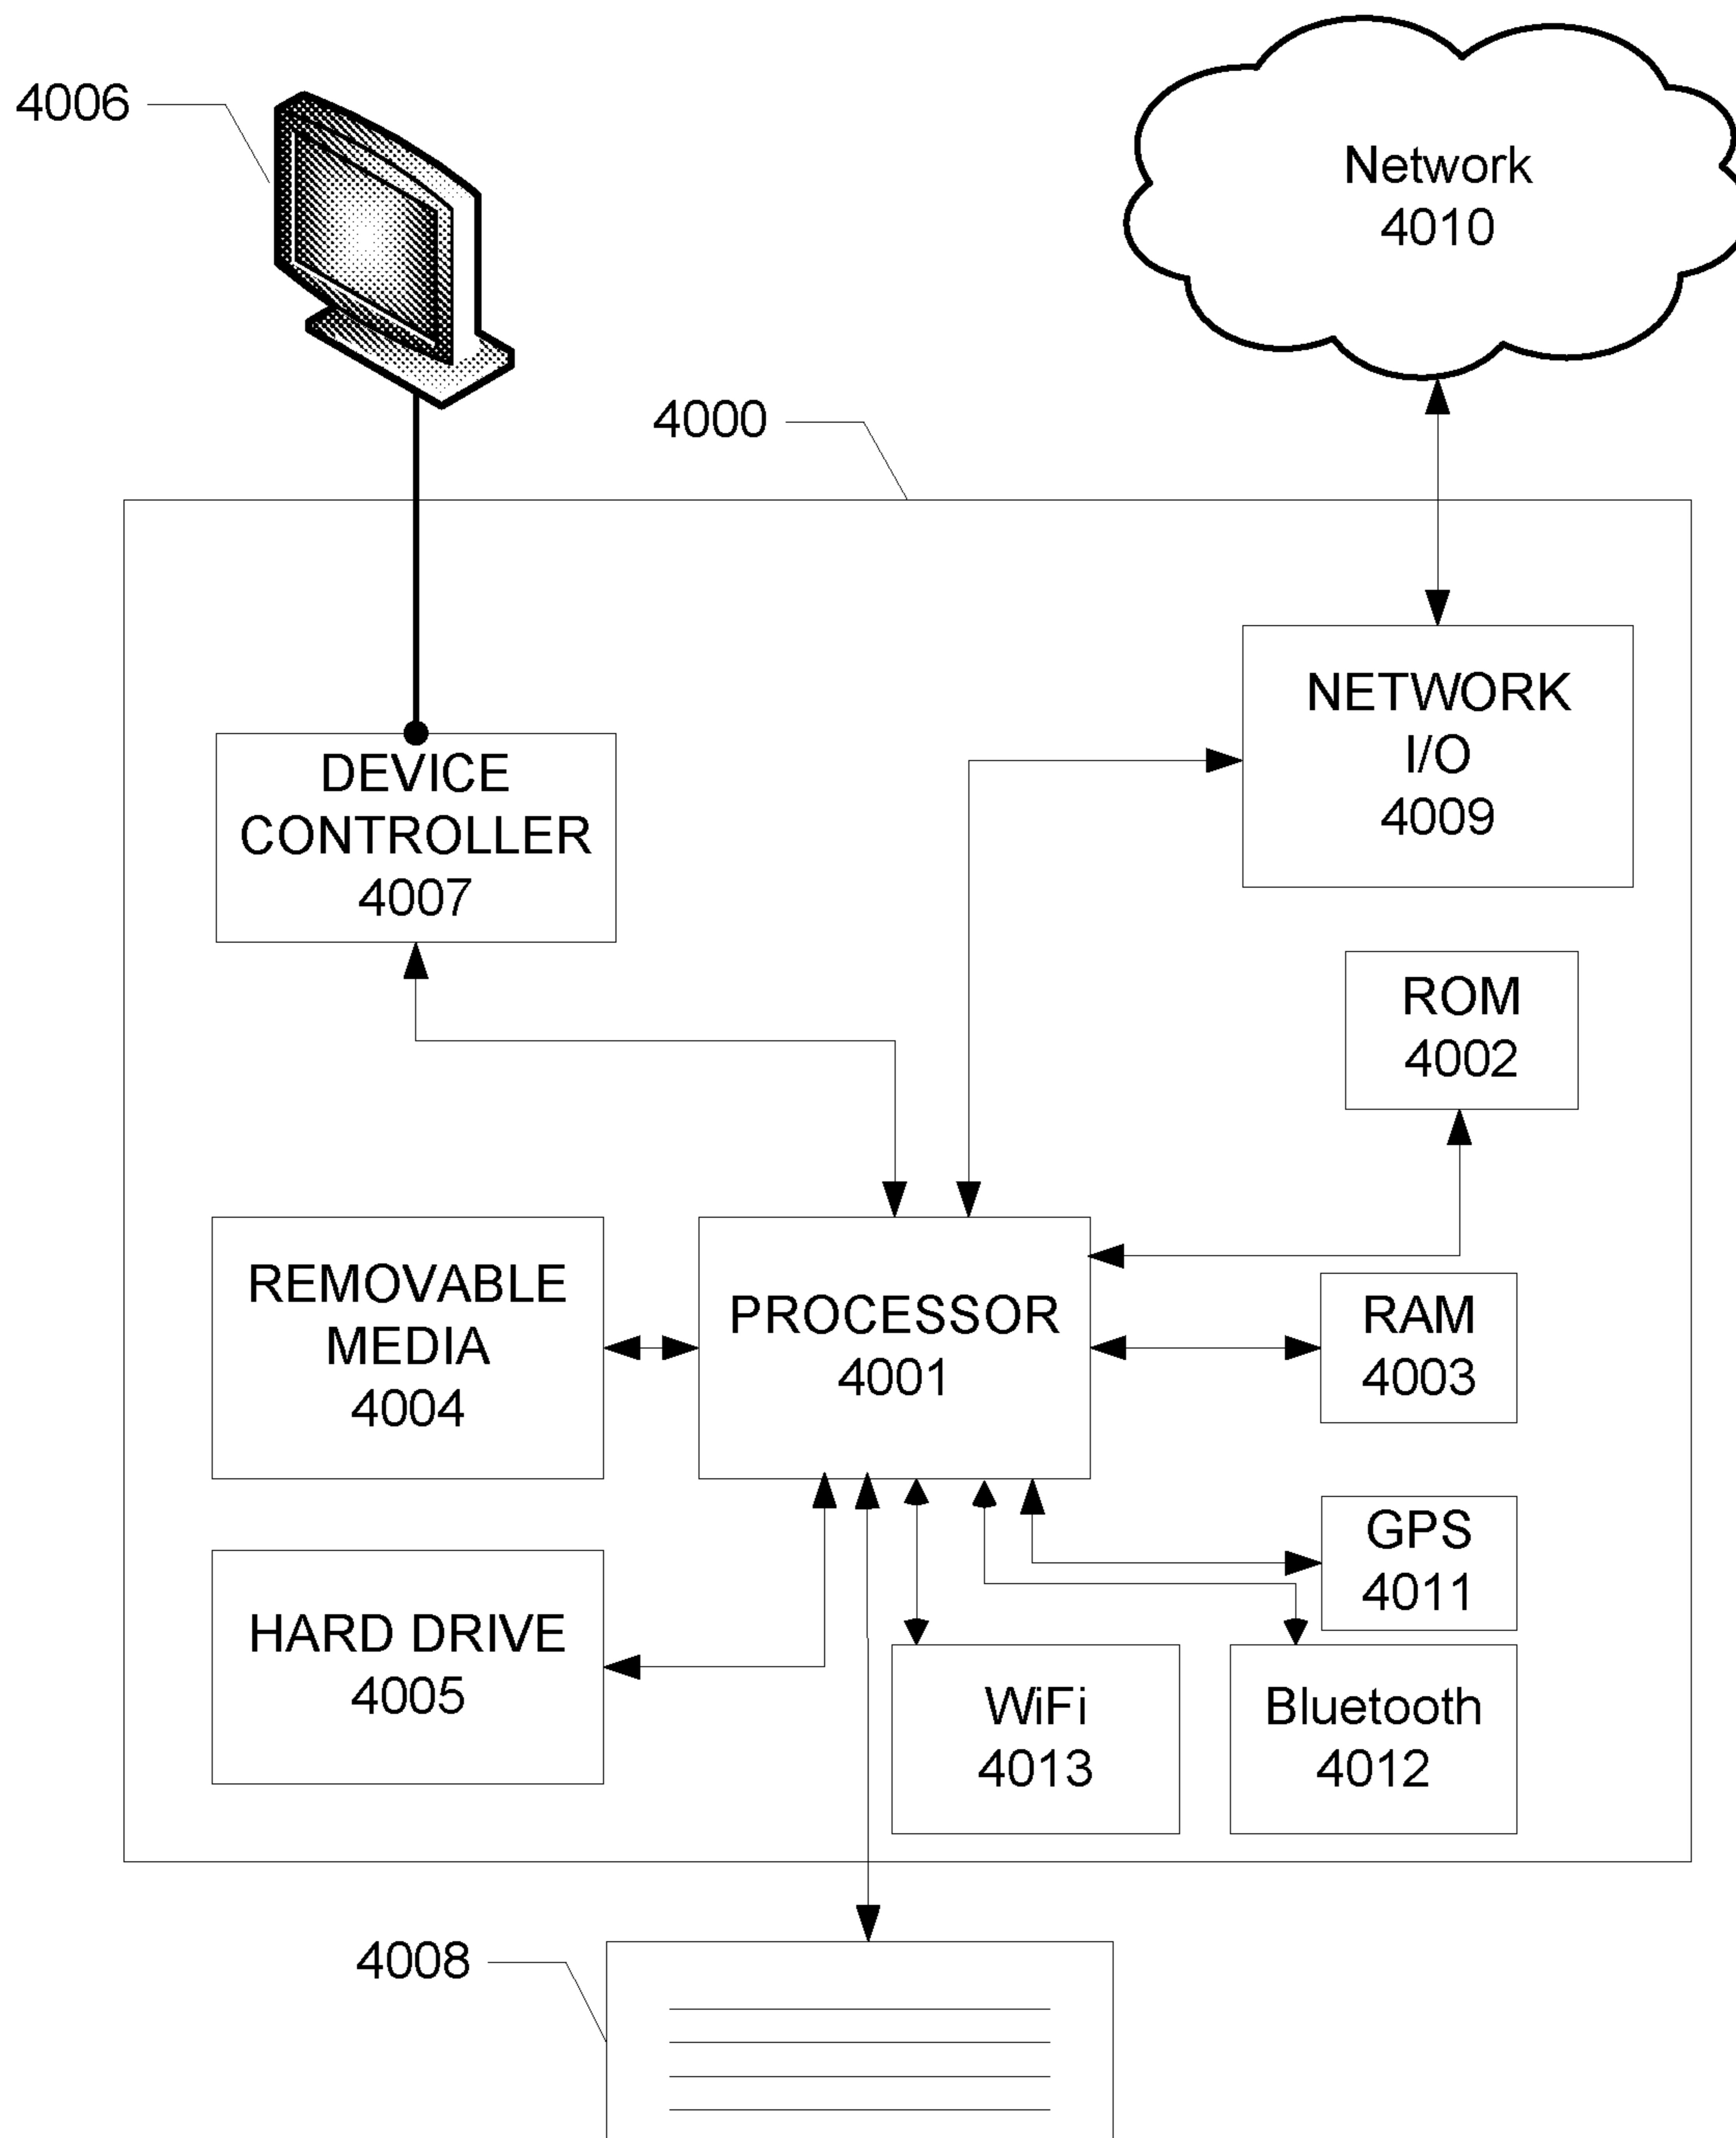 4006
Network
4010
4000
NETWORK
I/O
4009
DEVICE
CONTROLLER
4007
ROM
4002
REMOVABLE
MEDIA
4004
PROCESSOR
4001
RAM
4003
GPS
4011
HARD DRIVE
4005
WiFi
4013
Bluetooth
4012
4008